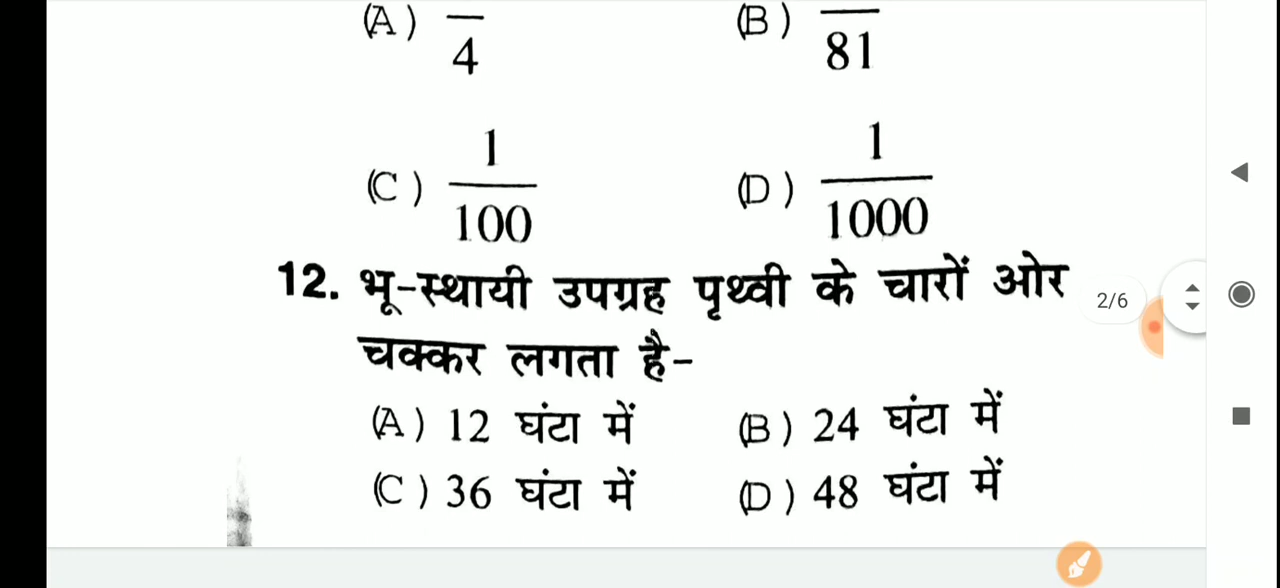 (A) — 4 (B) — 81
(C) 1/100 (D) 1/1000
12. भू-स्थायी उपग्रह पृथ्वी के चारों ओर
चक्कर लगता है-
(A) 12 घंटा में (B) 24 घंटा में
(C) 36 घंटा में (D) 48 घंटा में
2/6